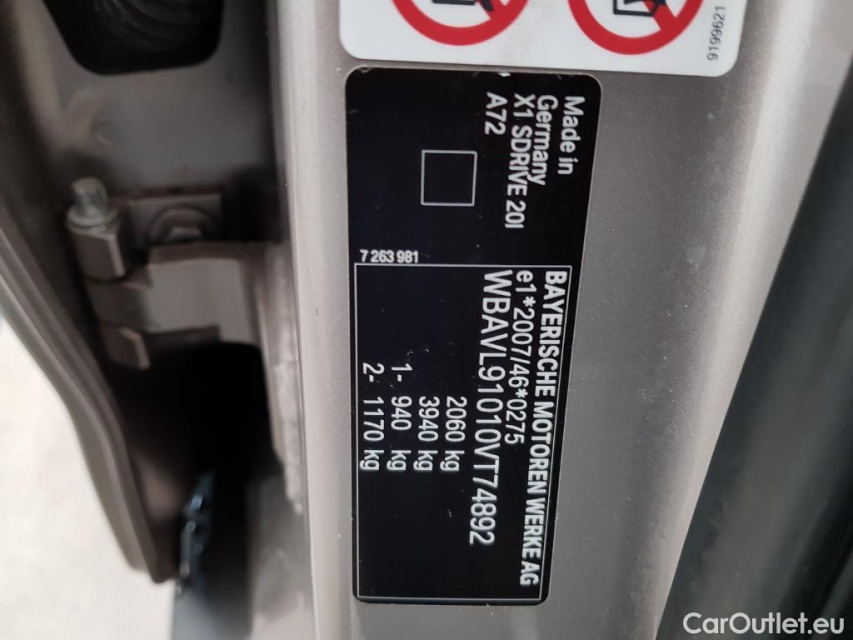 9199621
Made in
Germany
X1 SDRIVE 20I
A72
7 263 981
BAYERISCHE MOTOREN WERKE AG
e1*2007/46*0275
WBAVL91010VT74892
2060 kg
3940 kg
1- 940 kg
2- 1170 kg
CarOutlet.eu